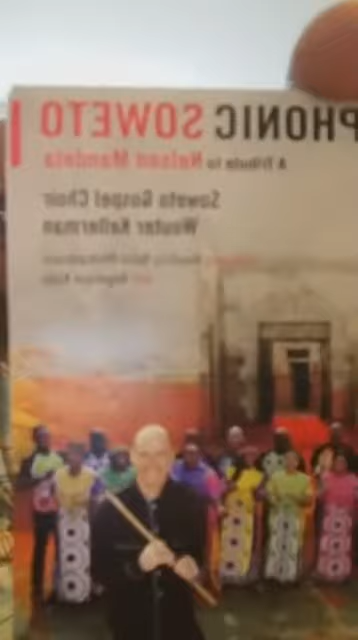 PHONIC SOWETO
A Tribute to Nelson Mandela
Soweto Gospel Choir
Wouter Kellerman